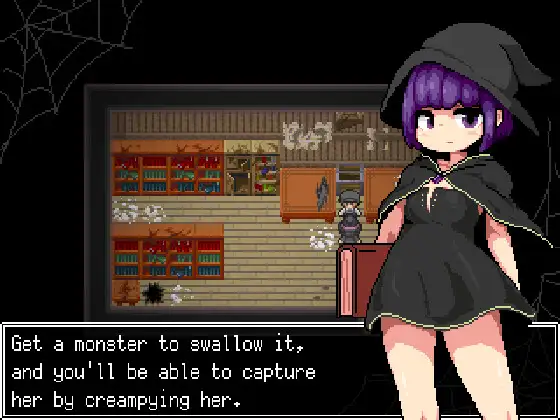 Get a monster to swallow it,
and you'll be able to capture
her by creampying her.